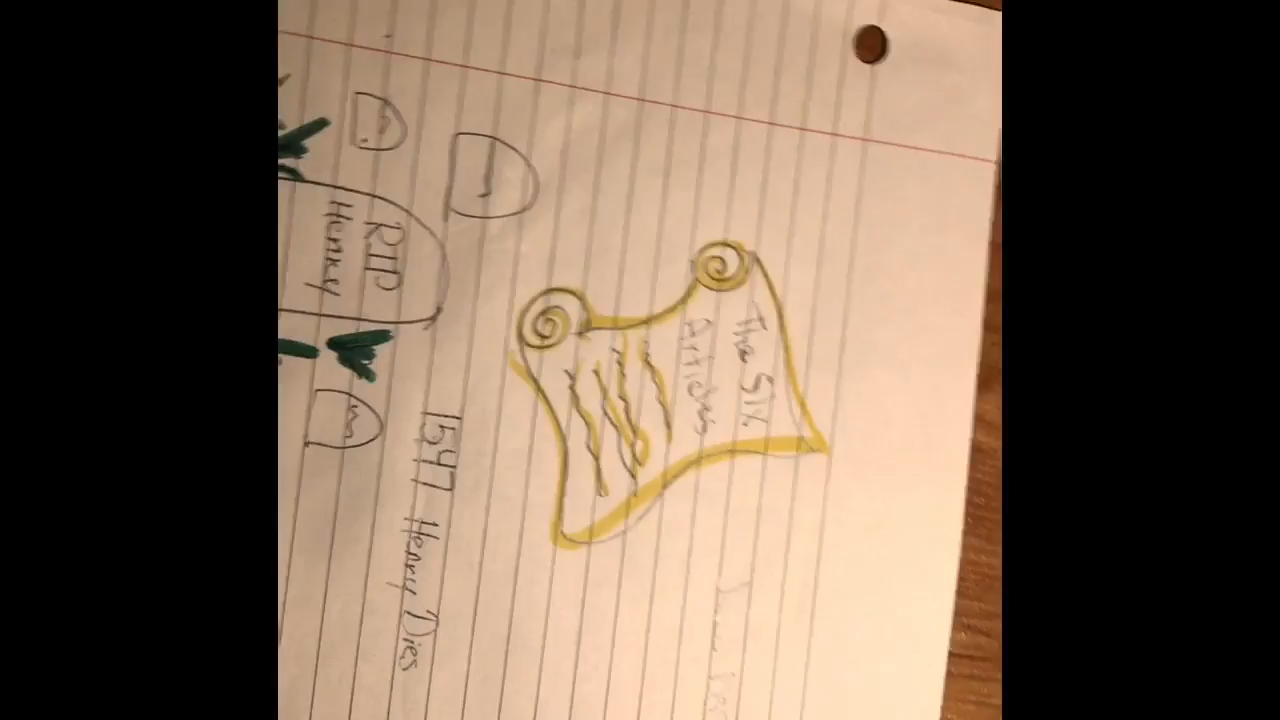 The Six
Articles
1547 Henry Dies
RIP
Henry